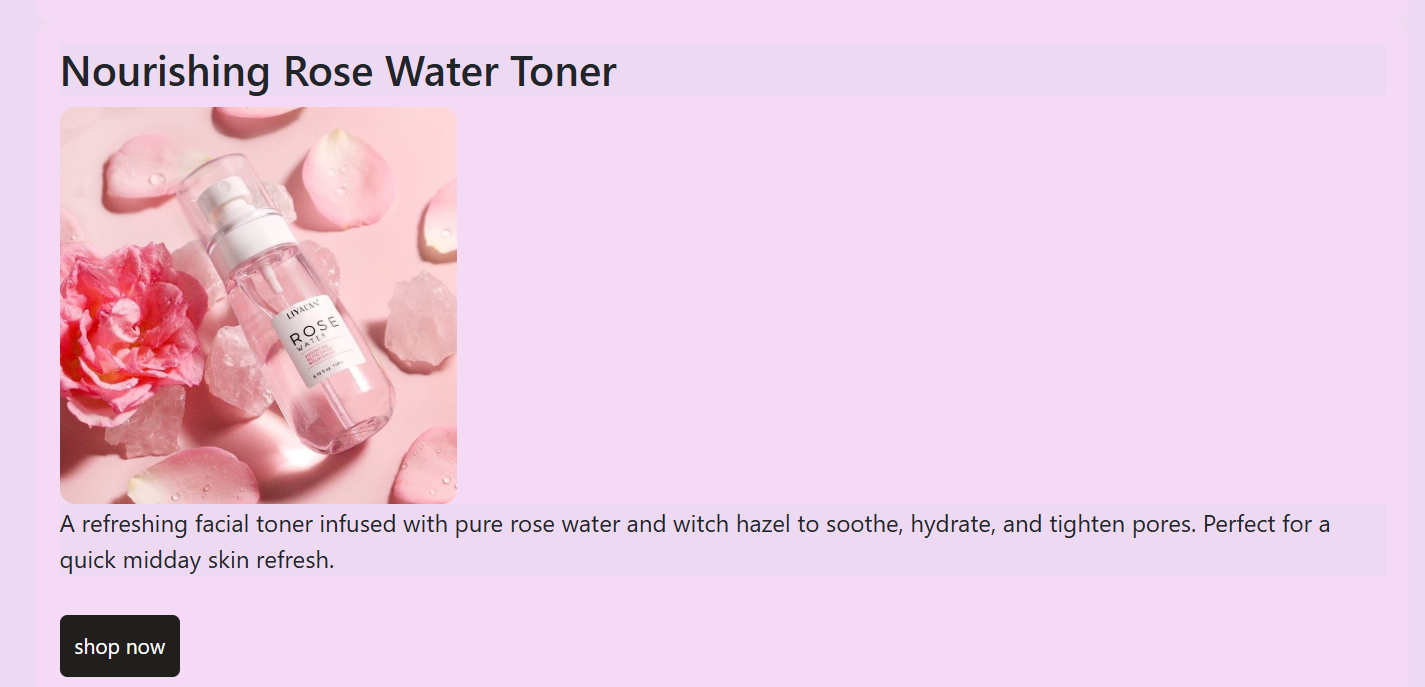 Nourishing Rose Water Toner
LIYALAN
ROSE
WATER
A refreshing facial toner infused with pure rose water and witch hazel to soothe, hydrate, and tighten pores. Perfect for a
quick midday skin refresh.
shop now